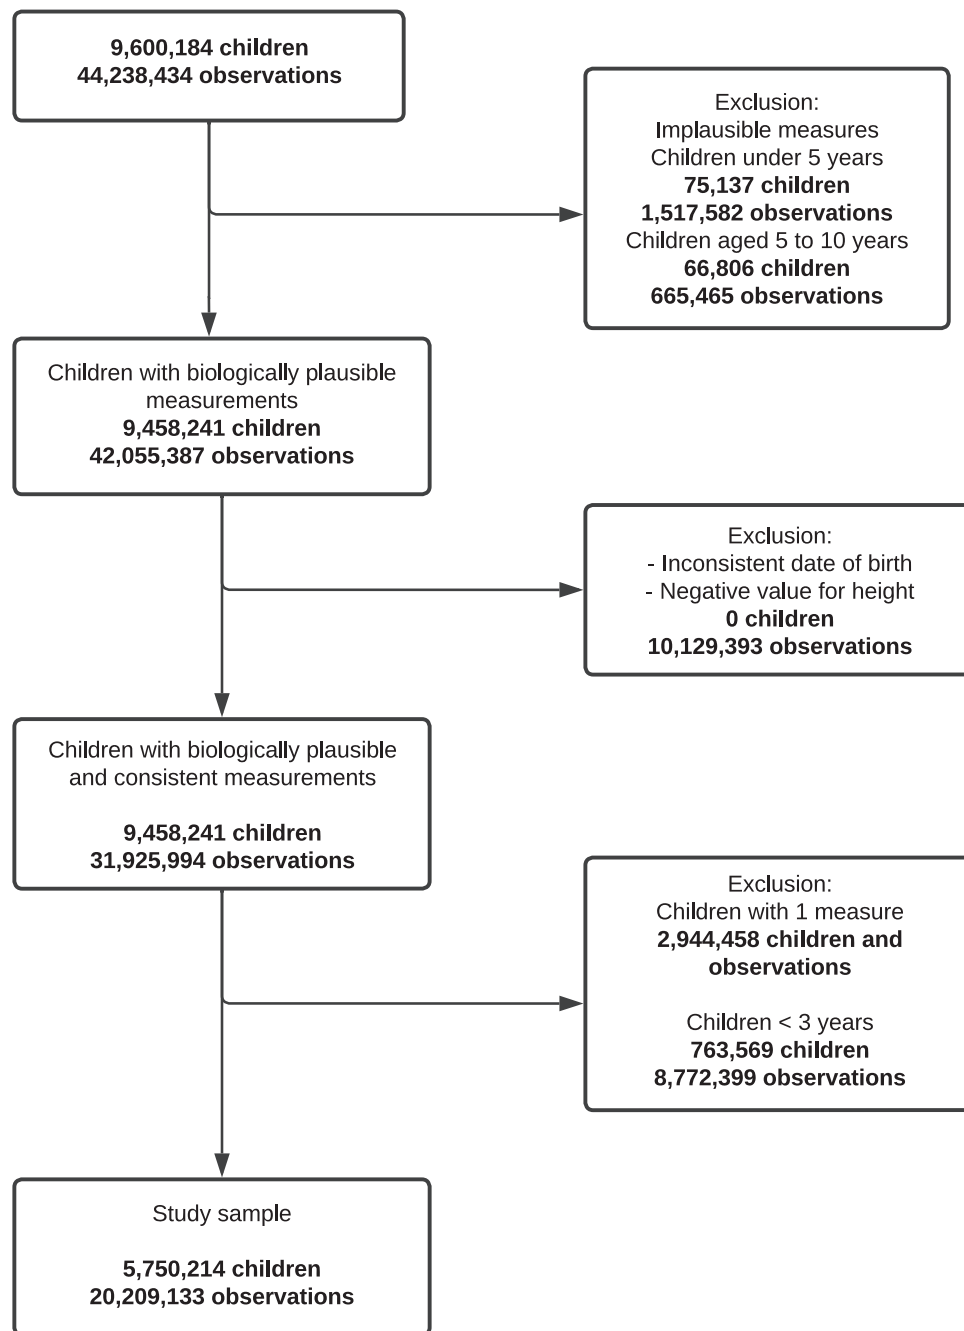 9,600,184 children
44,238,434 observations
Exclusion:
Implausible measures
Children under 5 years
75,137 children
1,517,582 observations
Children aged 5 to 10 years
66,806 children
665,465 observations
Children with biologically plausible
measurements
9,458,241 children
42,055,387 observations
Exclusion:
- Inconsistent date of birth
- Negative value for height
0 children
10,129,393 observations
Children with biologically plausible
and consistent measurements
9,458,241 children
31,925,994 observations
Exclusion:
Children with 1 measure
2,944,458 children and
observations
Children < 3 years
763,569 children
8,772,399 observations
Study sample
5,750,214 children
20,209,133 observations